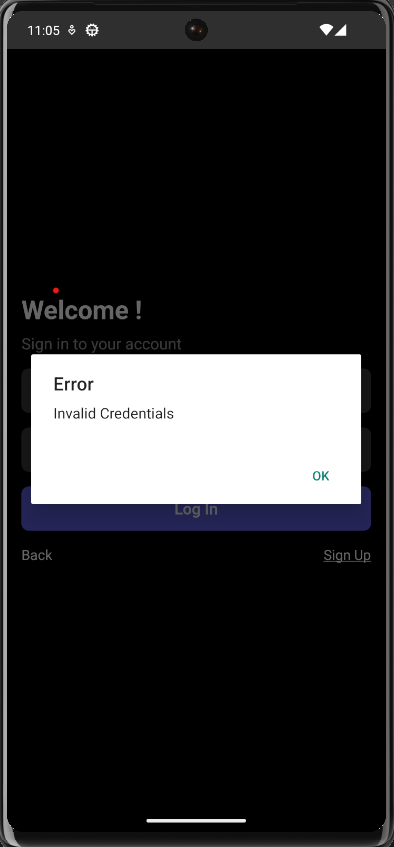 11:05
Welcome !
Sign in to your account
Error
Invalid Credentials
OK
Log In
Back
Sign Up